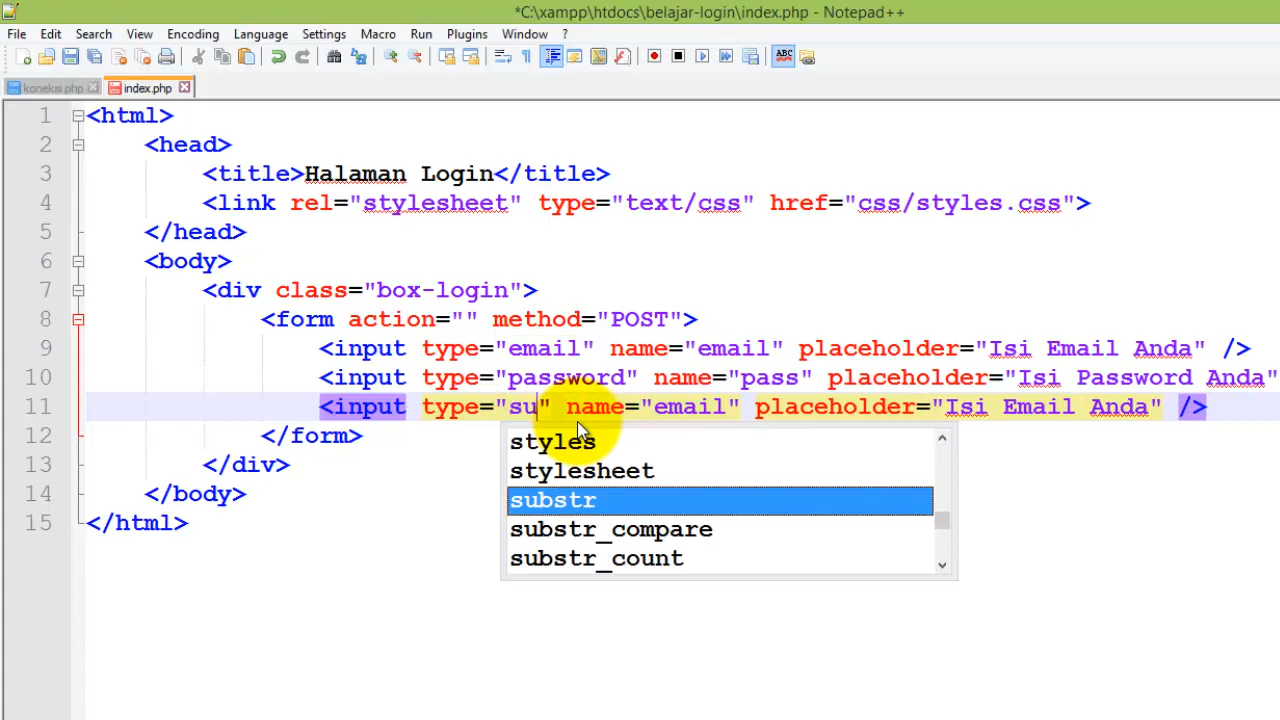 *C:\xampp\htdocs\belajar-login\index.php - Notepad++
File Edit Search View Encoding Language Settings Macro Run Plugins Window ?
koneksi.php index.php
1 <html>
2 <head>
3 <title>Halaman Login</title>
4 <link rel="stylesheet" type="text/css" href="css/styles.css">
5 </head>
6 <body>
7 <div class="box-login">
8 <form action="" method="POST">
9 <input type="email" name="email" placeholder="Isi Email Anda" />
10 <input type="password" name="pass" placeholder="Isi Password Anda"
11 <input type="su" name="email" placeholder="Isi Email Anda" />
12 </form>
styles
13 </div>
stylesheet
14 </body>
substr
15 </html>
substr_compare
substr_count